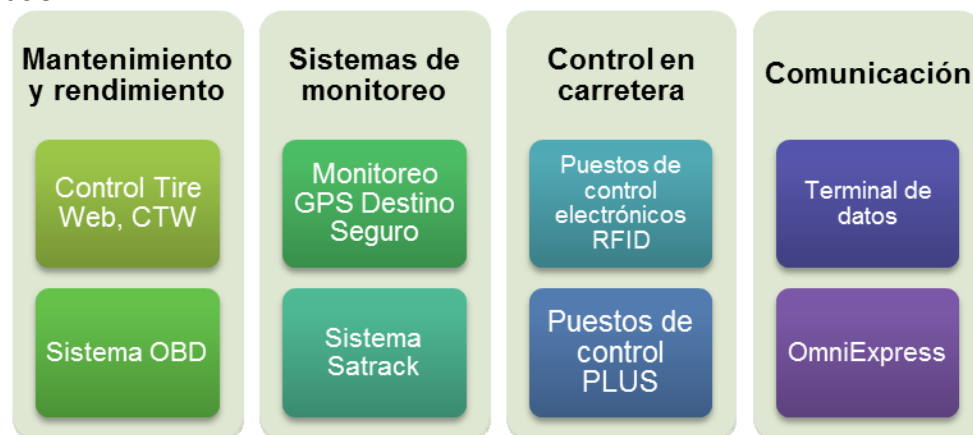 Mantenimiento
y rendimiento
Control Tire
Web, CTW
Sistema OBD
Sistemas de
monitoreo
Monitoreo
GPS Destino
Seguro
Sistema
Satrack
Control en
carretera
Puestos de
control
electrónicos
RFID
Puestos de
control
PLUS
Comunicación
Terminal de
datos
OmniExpress